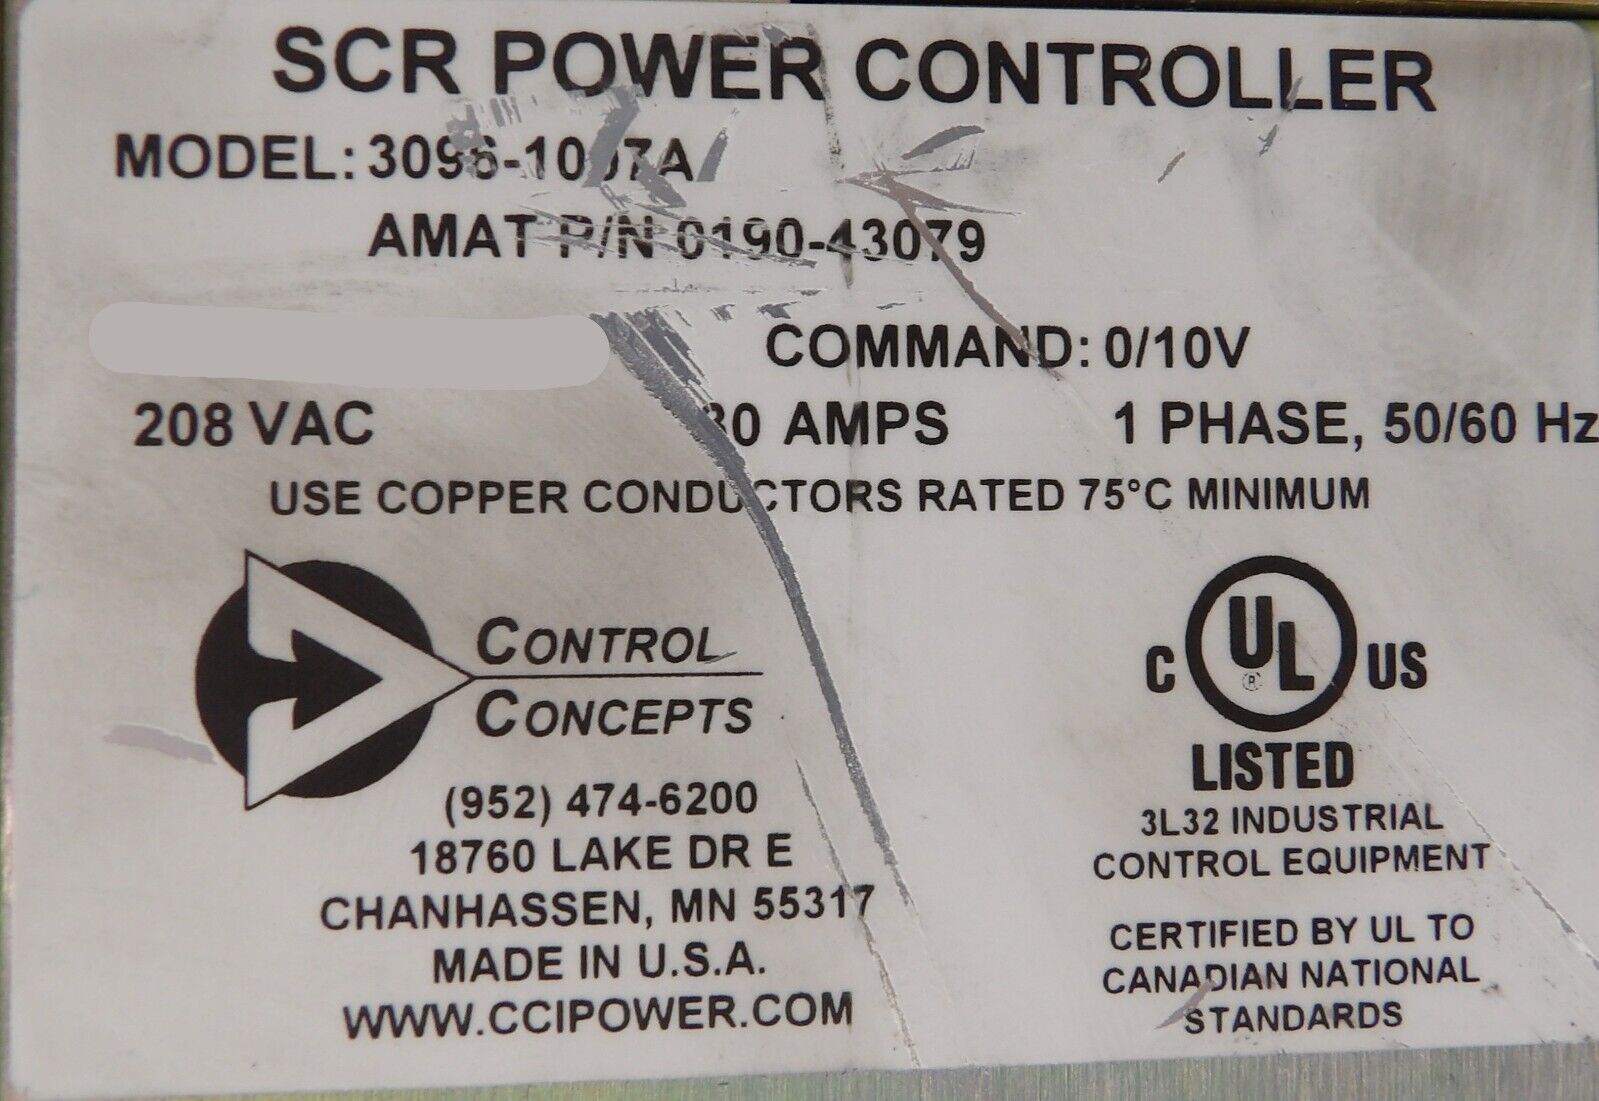 SCR POWER CONTROLLER
MODEL:
AMAT P/N 0190-43079
COMMAND: 0/10V
208 VAC AMPS 1 PHASE, 50/60 Hz
USE COPPER CONDUCTORS RATED 75°C MINIMUM
CONTROL
CONCEPTS
(952) 474-6200
18760 LAKE DR E
CHANHASSEN, MN 55317
MADE IN U.S.A.
WWW.CCIPOWER.COM
C UL ® US
LISTED
3L32 INDUSTRIAL
CONTROL EQUIPMENT
CERTIFIED BY UL TO
CANADIAN NATIONAL
STANDARDS